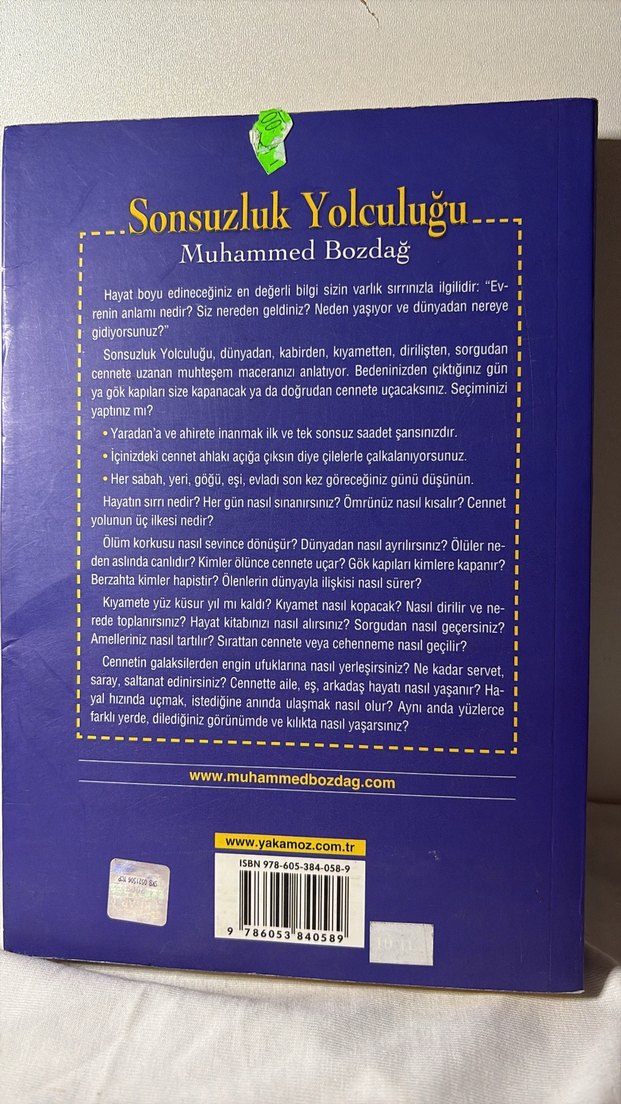 Sonsuzluk Yolculuğu
Muhammed Bozdağ
Hayat boyu edineceğiniz en değerli bilgi sizin varlık sırrınızla ilgilidir: “Ev-
renin anlamı nedir? Siz nereden geldiniz? Neden yaşıyor ve dünyadan nereye
gidiyorsunuz?”
Sonsuzluk Yolculuğu, dünyadan, kabirden, kıyametten, dirilişten, sorgudan
cennete uzanan muhteşem maceranızı anlatıyor. Bedeninizden çıktığınız gün
ya gök kapıları size kapanacak ya da doğrudan cennete uçacaksınız. Seçiminizi
yaptınız mı?
• Yaradan’a ve ahirete inanmak ilk ve tek sonsuz saadet şansınızdır.
• İçinizdeki cennet ahlakı açığa çıksın diye çilelerle çalkalanıyorsunuz.
• Her sabah, yeri, göğü, eşi, evladı son kez göreceğiniz günü düşünün.
Hayatın sırrı nedir? Her gün nasıl sınanırsınız? Ömrünüz nasıl kısalır? Cennet
yolunun üç ilkesi nedir?
Ölüm korkusu nasıl sevince dönüşür? Dünyadan nasıl ayrılırsınız? Ölüler ne-
den aslında canlıdır? Kimler ölünce cennete uçar? Gök kapıları kimlere kapanır?
Berzahta kimler hapistir? Ölenlerin dünyayla ilişkisi nasıl sürer?
Kıyamete yüz küsur yıl mı kaldı? Kıyamet nasıl kopacak? Nasıl dirilir ve ne-
rede toplanırsınız? Hayat kitabınızı nasıl alırsınız? Sorgudan nasıl geçersiniz?
Amelleriniz nasıl tartılır? Sırattan cennete veya cehenneme nasıl geçilir?
Cennetin galaksilerden engin ufuklarına nasıl yerleşirsiniz? Ne kadar servet,
saray, saltanat edinirsiniz? Cennette aile, eş, arkadaş hayatı nasıl yaşanır? Ha-
yal hızında uçmak, istediğine anında ulaşmak nasıl olur? Aynı anda yüzlerce
farklı yerde, dilediğiniz görünümde ve kılıkta nasıl yaşarsınız?
www.muhammedbozdag.com
www.yakamoz.com.tr
ISBN 978-605-384-058-9
9 786053 840589